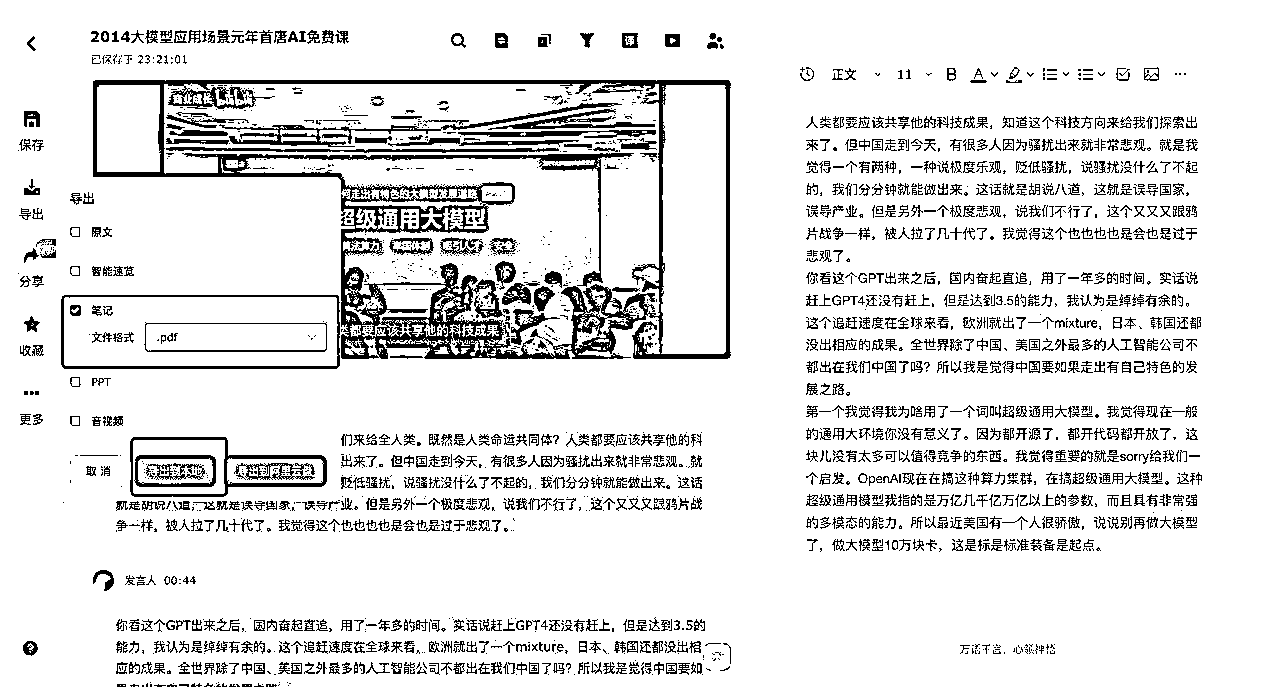 2014大模型应用场景元年首席AI免费课
已保存于 23:21:01
保存
导出
分享
收藏
更多
商业成长
导出
原文
智能速览
笔记
文件格式
.pdf
PPT
音视频
取消
导出到本地
超级通用大模型
类都要应该共享他的科技成果
们来给全人类。既然是人类命运共同体？人类都要应该共享他的科
出来了。但中国走到今天，有很多人因为骚扰出来就非常悲观。就
贬低骚扰，说骚扰没什么了不起的，我们分分钟就能做出来。这话
就是胡说八道，这就是误导国家，误导产业。但是另外一个极度悲观，说我们不行了，这个又又又跟鸦片战
争一样，被人拉了几十代了。我觉得这个也也也也是会也是过于悲观了。
发言人 00:44
你看这个GPT出来之后，国内奋起直追，用了一年多的时间。实话说赶上GPT4还没有赶上，但是达到3.5的
能力，我认为是绰绰有余的。这个追赶速度在全球来看，欧洲就出了一个mixture，日本、韩国还都没出相
应的成果。全世界除了中国、美国之外最多的人工智能公司不都出在我们中国了吗？所以我是觉得中国要如
正文 11 B A
人类都要应该共享他的科技成果，知道这个科技方向来给我们探索出
来了。但中国走到今天，有很多人因为骚扰出来就非常悲观。就是我
觉得一个有两种，一种说极度乐观，贬低骚扰，说骚扰没什么了不起
的，我们分分钟就能做出来。这话就是胡说八道，这就是误导国家，
误导产业。但是另外一个极度悲观，说我们不行了，这个又又又跟鸦
片战争一样，被人拉了几十代了。我觉得这个也也也也是会也是过于
悲观了。
你看这个GPT出来之后，国内奋起直追，用了一年多的时间。实话说
赶上GPT4还没有赶上，但是达到3.5的能力，我认为是绰绰有余的。
这个追赶速度在全球来看，欧洲就出了一个mixture，日本、韩国还都
没出相应的成果。全世界除了中国、美国之外最多的人工智能公司不
都出在我们中国了吗？所以我是觉得中国要如果走出有自己特色的发
展之路。
第一个我觉得我为啥用了一个词叫超级通用大模型。我觉得现在一般
的通用大环境你没有意义了。因为都开源了，都开代码都开放了，这
块儿没有太多可以值得竞争的东西。我觉得重要的就是sorry给我们一
个启发。OpenAI现在在搞这种算力集群，在搞超级通用大模型。这种
超级通用模型我指的是万亿几千亿万亿以上的参数，而且具有非常强
的多模态的能力。所以最近美国有一个人很骄傲，说说别再做大模型
了，做大模型10万块卡，这是标是标准装备是起点。